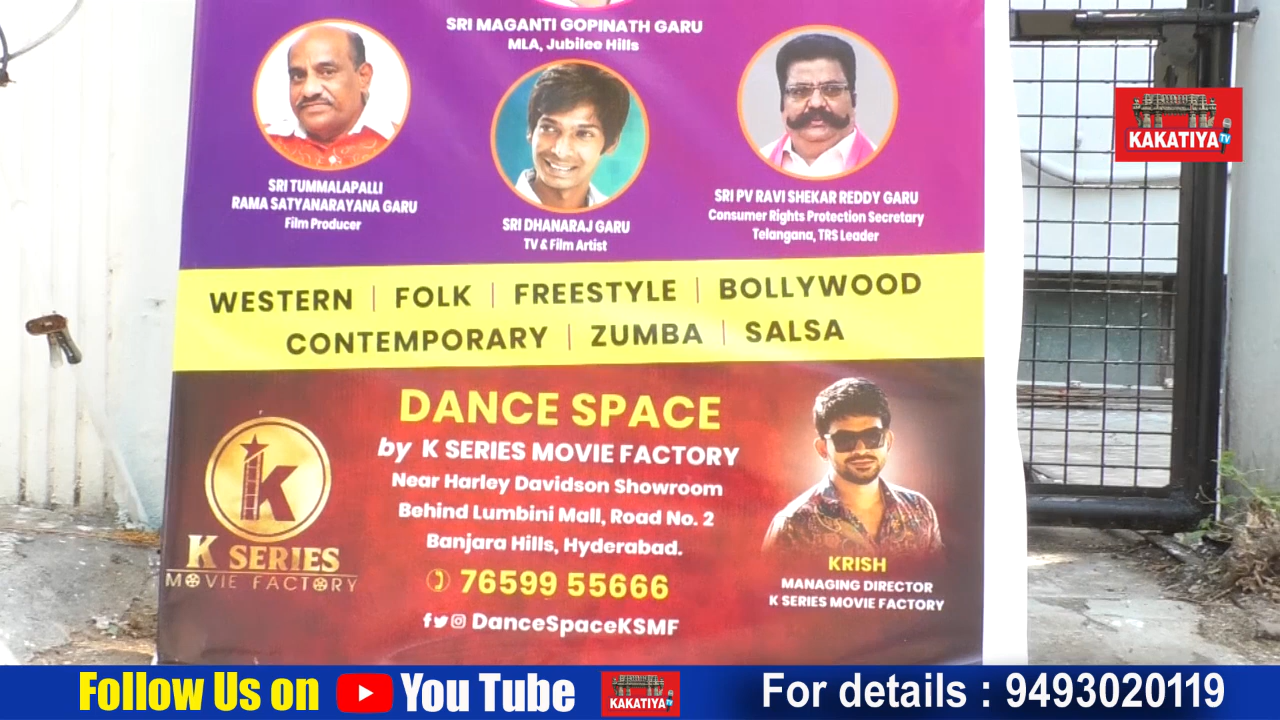 SRI MAGANTI GOPINATH GARU
MLA, Jubilee Hills
SRI TUMMALAPALLI
RAMA SATYANARAYANA GARU
Film Producer
SRI DHANARAJ GARU
TV & Film Artist
SRI PV RAVI SHEKAR REDDY GARU
Consumer Rights Protection Secretary
Telangana, TRS Leader
KAKATIYA TV
WESTERN | FOLK | FREESTYLE | BOLLYWOOD
CONTEMPORARY | ZUMBA | SALSA
DANCE SPACE
by K SERIES MOVIE FACTORY
Near Harley Davidson Showroom
Behind Lumbini Mall, Road No. 2
Banjara Hills, Hyderabad.
76599 55666
DanceSpaceKSMF
K
K SERIES
MOVIE FACTORY
KRISH
MANAGING DIRECTOR
K SERIES MOVIE FACTORY
Follow Us on YouTube KAKATIYA TV For details : 9493020119